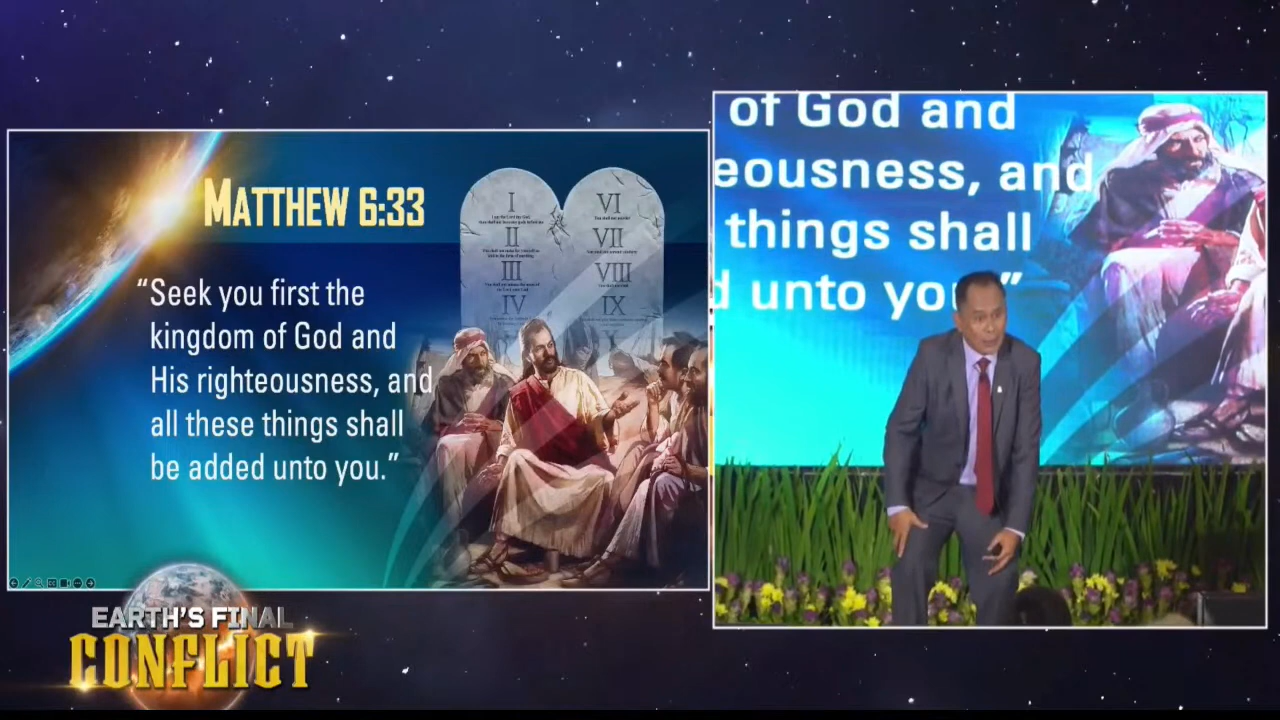 MATTHEW 6:33
“Seek you first the
kingdom of God and
His righteousness, and
all these things shall
be added unto you.”
I
II
III
IV
VI
VII
VIII
IX
of God and
eousness, and
things shall
d unto yo ”
EARTH'S FINAL
CONFLICT